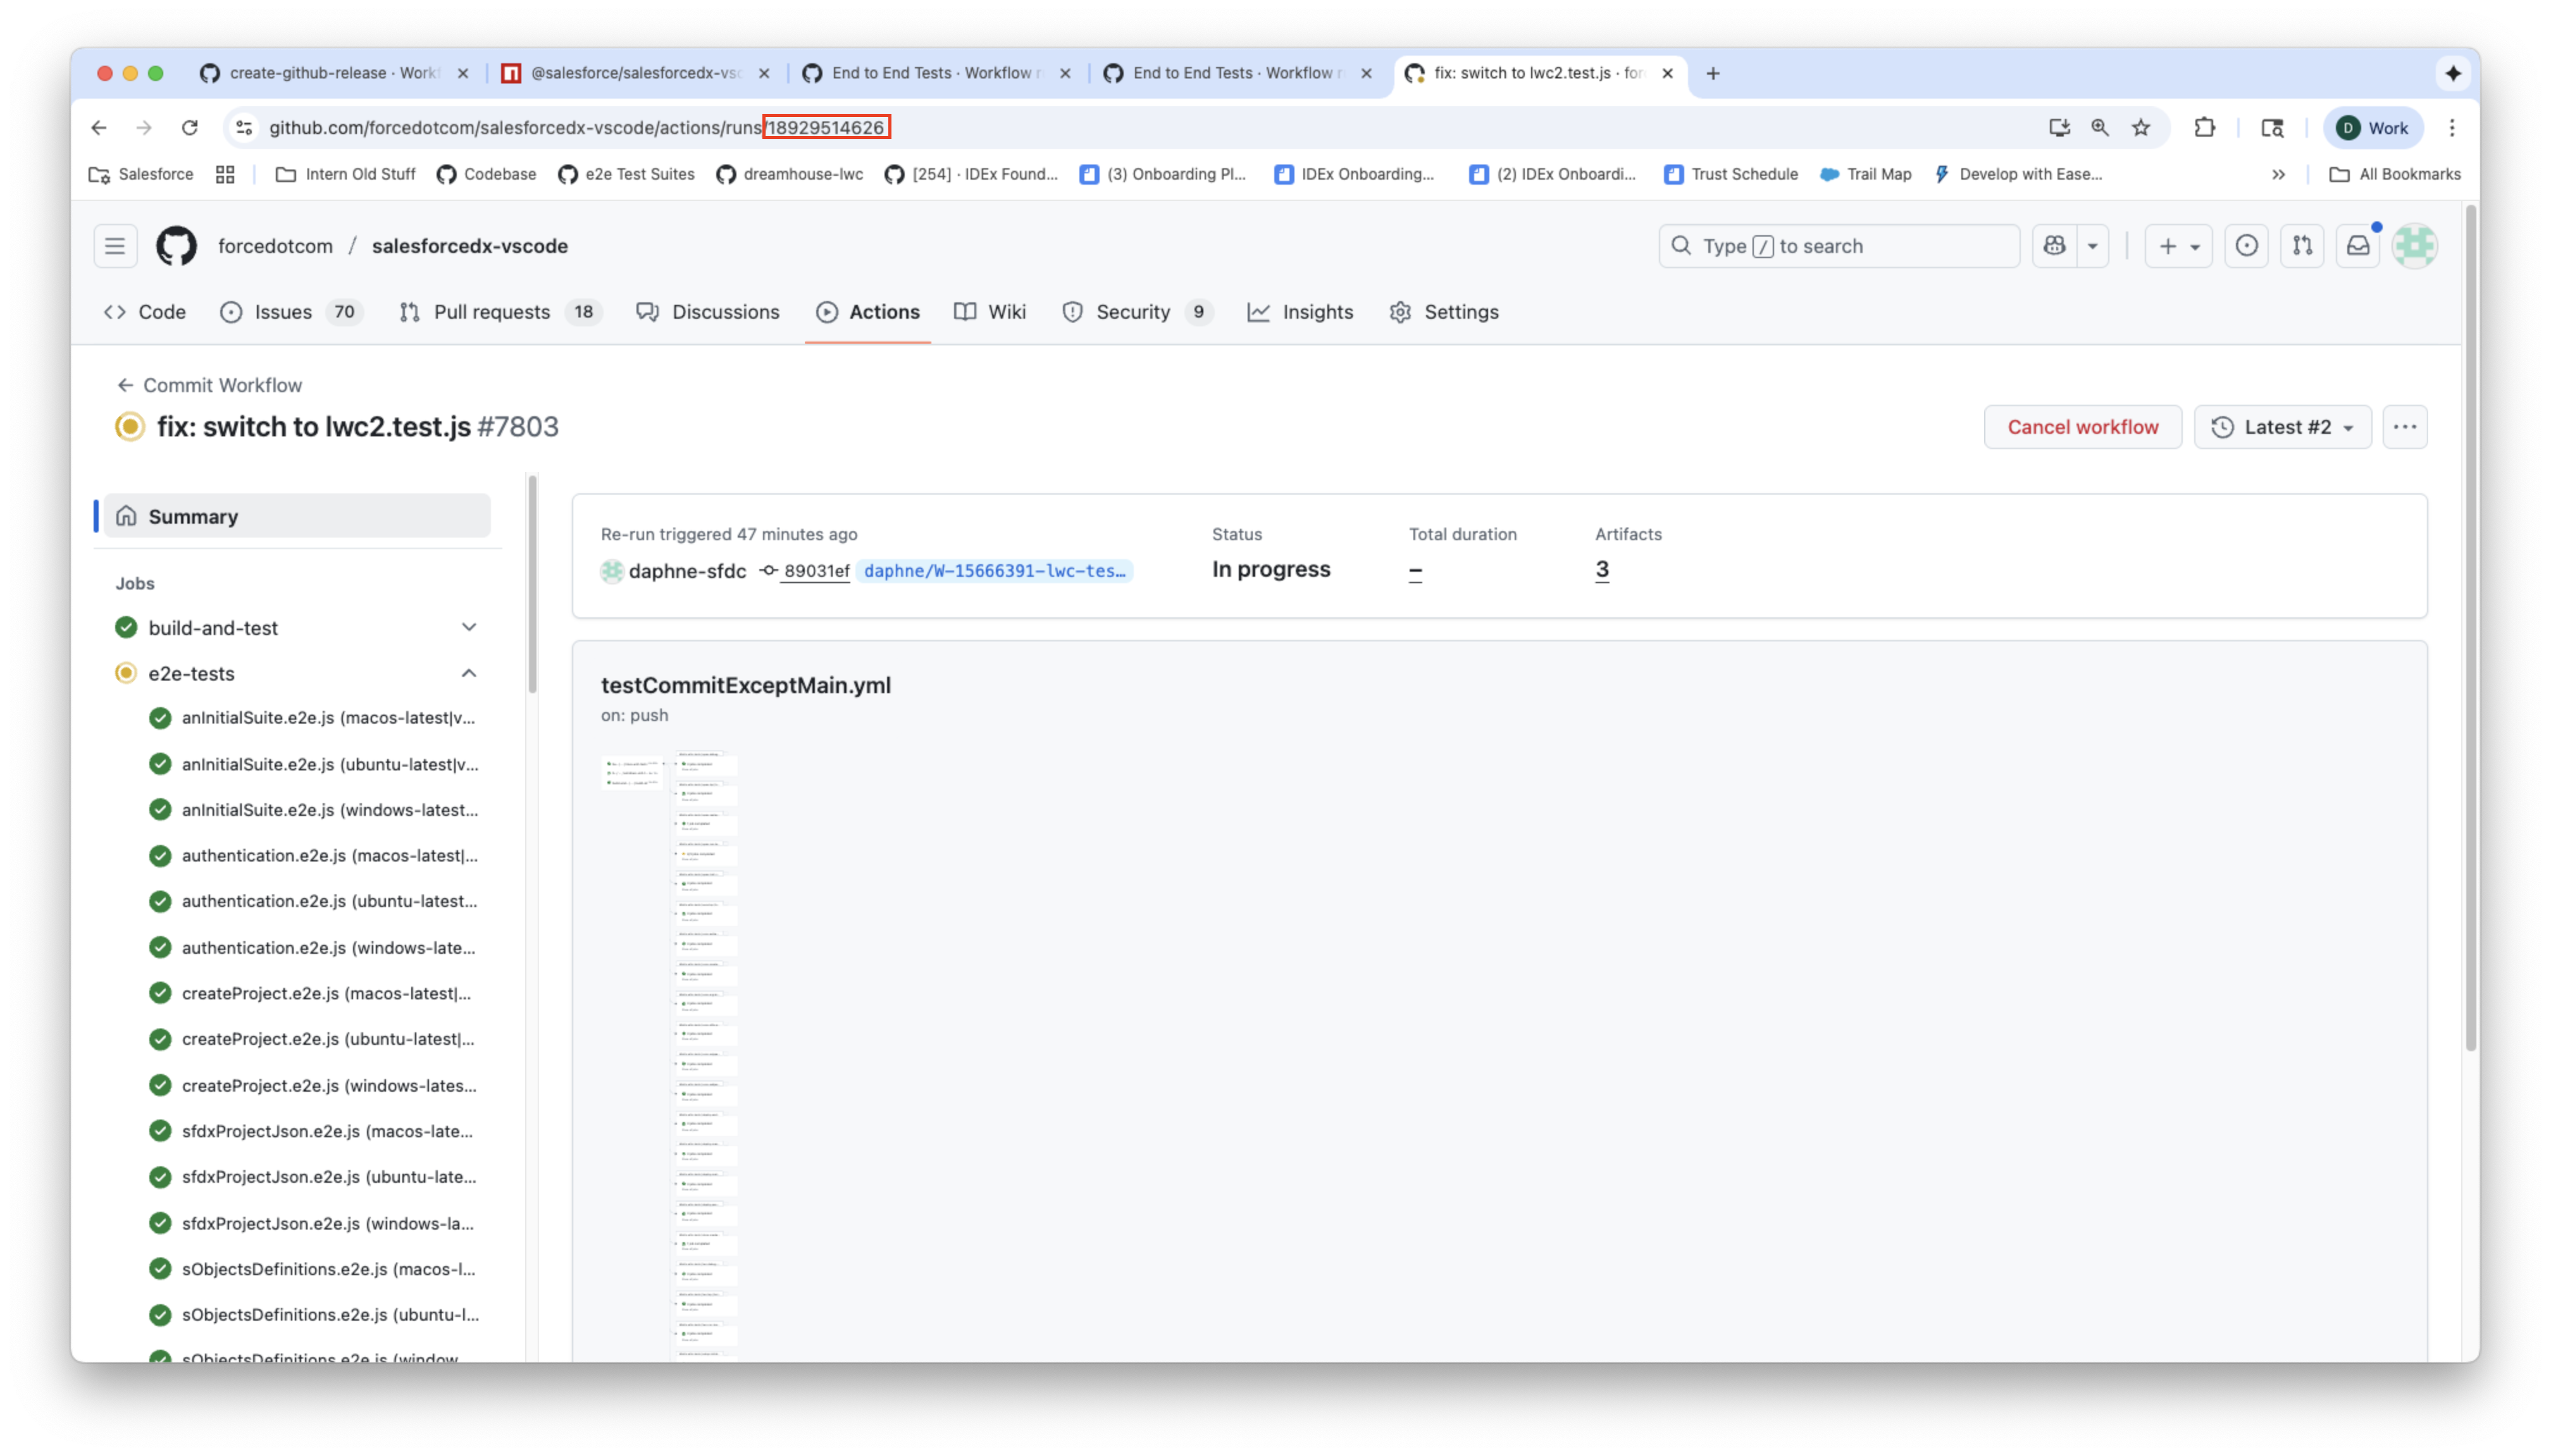 create-github-release · Work
@salesforce/salesforcedx-vsc
End to End Tests · Workflow r
End to End Tests · Workflow r
fix: switch to lwc2.test.js · for
github.com/forcedotcom/salesforcedx-vscode/actions/runs/18929514626
D Work
Salesforce
Intern Old Stuff
Codebase
e2e Test Suites
dreamhouse-lwc
[254] · IDEx Found...
(3) Onboarding Pl...
IDEx Onboarding...
(2) IDEx Onboardi...
Trust Schedule
Trail Map
Develop with Ease...
All Bookmarks
forcedotcom / salesforcedx-vscode
Type / to search
Code
Issues 70
Pull requests 18
Discussions
Actions
Wiki
Security 9
Insights
Settings
Commit Workflow
fix: switch to lwc2.test.js #7803
Cancel workflow
Latest #2
Summary
Jobs
build-and-test
e2e-tests
anInitialSuite.e2e.js (macos-latest|v...
anInitialSuite.e2e.js (ubuntu-latest|v...
anInitialSuite.e2e.js (windows-latest...
authentication.e2e.js (macos-latest|...
authentication.e2e.js (ubuntu-latest...
authentication.e2e.js (windows-late...
createProject.e2e.js (macos-latest|...
createProject.e2e.js (ubuntu-latest|...
createProject.e2e.js (windows-lates...
sfdxProjectJson.e2e.js (macos-late...
sfdxProjectJson.e2e.js (ubuntu-late...
sfdxProjectJson.e2e.js (windows-la...
sObjectsDefinitions.e2e.js (macos-l...
sObjectsDefinitions.e2e.js (ubuntu-l...
sObjectsDefinitions.e2e.js (window
Re-run triggered 47 minutes ago
daphne-sfdc 89031ef daphne/W-15666391-lwc-tes…
Status
In progress
Total duration
–
Artifacts
3
testCommitExceptMain.yml
on: push